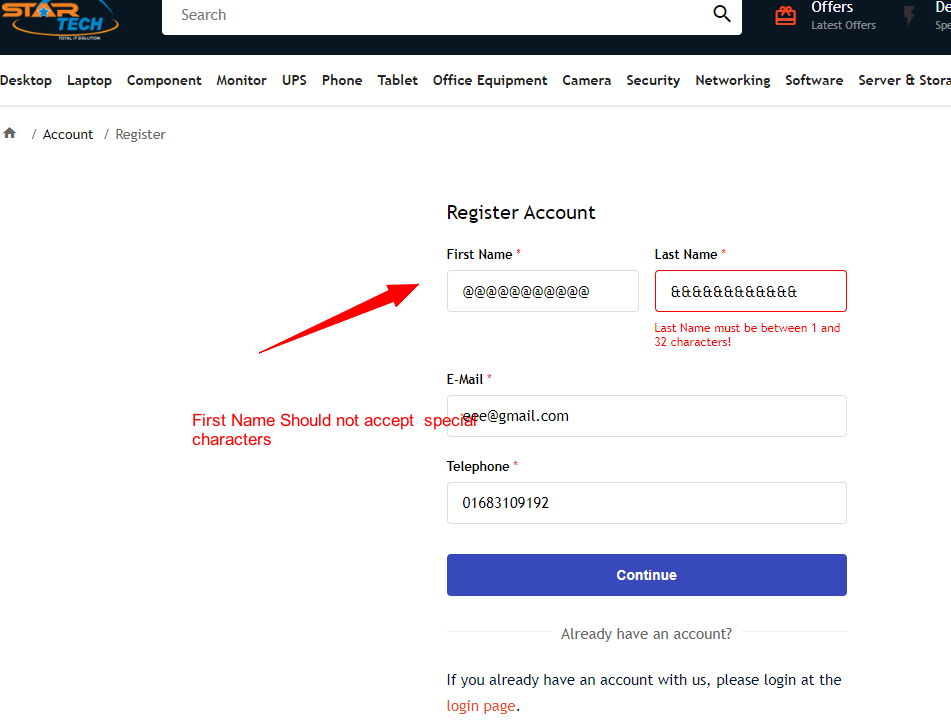 STAR
TECH
TOTAL IT SOLUTION
Search
Offers
Latest Offers
De
Spe
Desktop Laptop Component Monitor UPS Phone Tablet Office Equipment Camera Security Networking Software Server & Stora
/ Account / Register
Register Account
First Name *
Last Name *
@@@@@@@@@@@
&&&&&&&&&&&&
Last Name must be between 1 and
32 characters!
E-Mail *
eee@gmail.com
First Name Should not accept special
characters
Telephone *
01683109192
Continue
Already have an account?
If you already have an account with us, please login at the
login page.